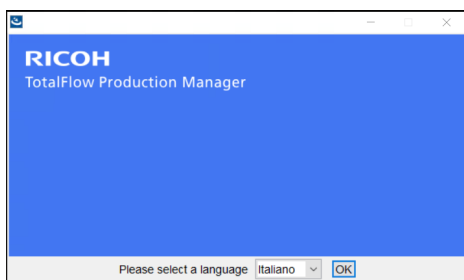 RICOH
TotalFlow Production Manager
Please select a language Italiano OK